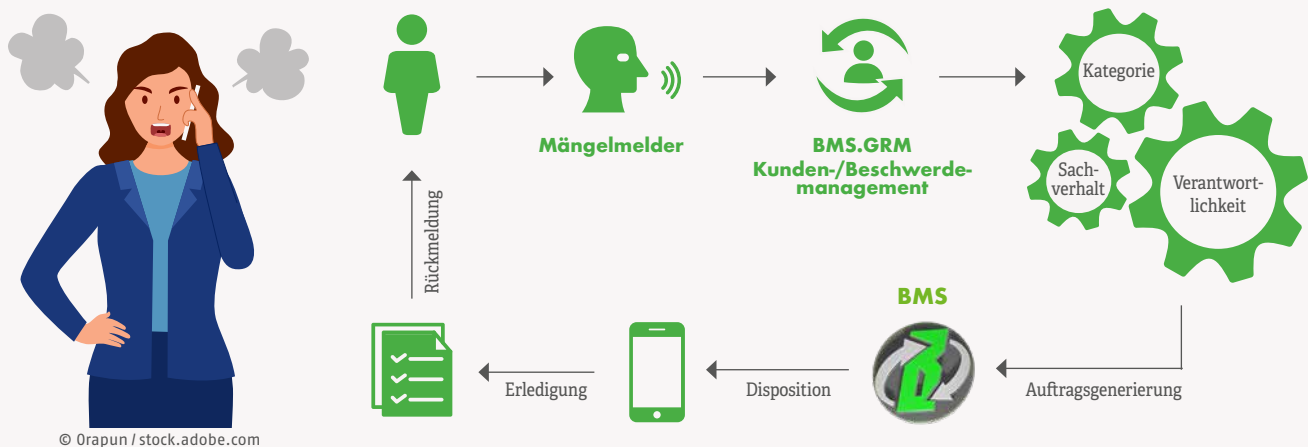 Mängelmelder
BMS.GRM
Kunden-/Beschwerde-
management
Kategorie
Sach-
verhalt
Verantwort-
lichkeit
Auftragsgenerierung
BMS
Disposition
Erledigung
Rückmeldung
© Orapun / stock.adobe.com